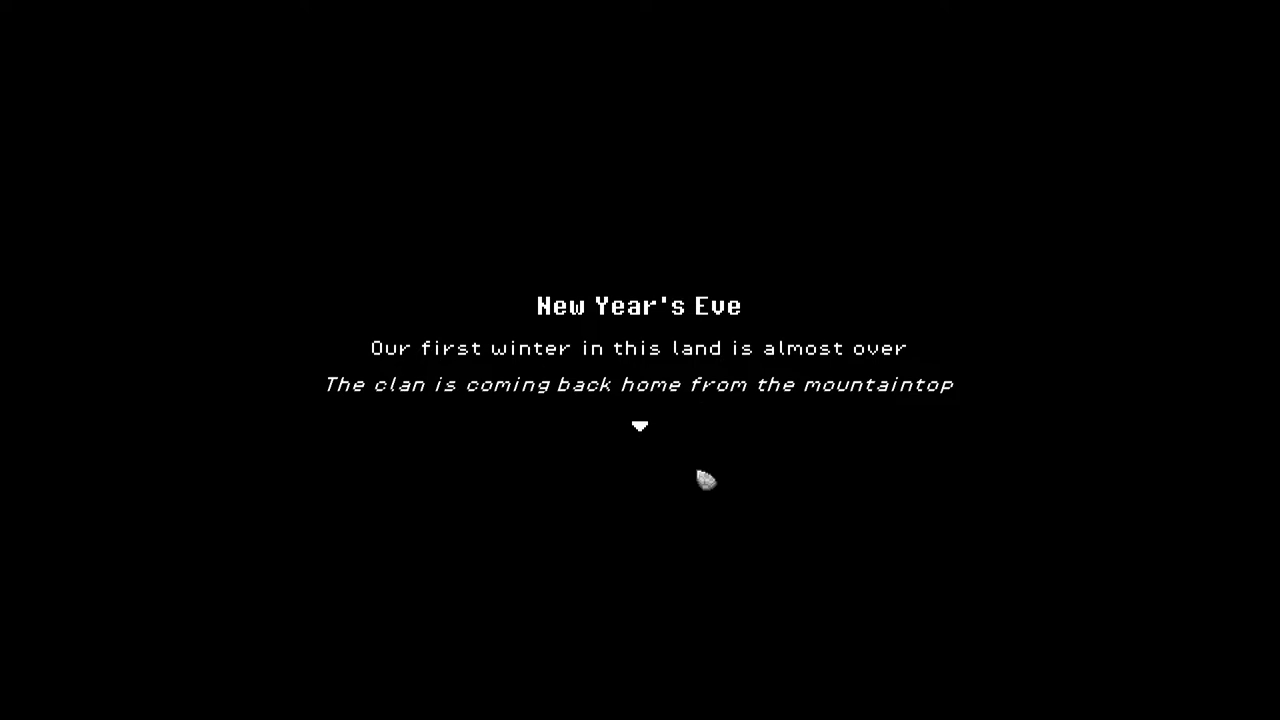 New Year's Eve
Our first winter in this land is almost over
The clan is coming back home from the mountaintop